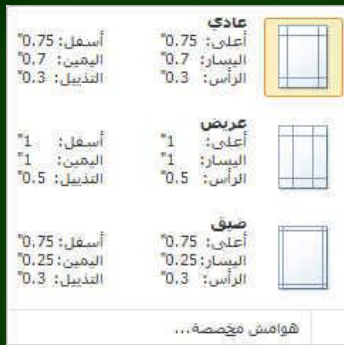 عادي
أعلى: 0.75" أسفل: 0.75"
اليسار: 0.7" اليمين: 0.7"
الرأس: 0.3" التذييل: 0.3"
عريض
أعلى: 1" أسفل: 1"
اليسار: 1" اليمين: 1"
الرأس: 0.5" التذييل: 0.5"
ضيق
أعلى: 0.75" أسفل: 0.75"
اليسار: 0.25" اليمين: 0.25"
الرأس: 0.3" التذييل: 0.3"
هوامش مخصصة...